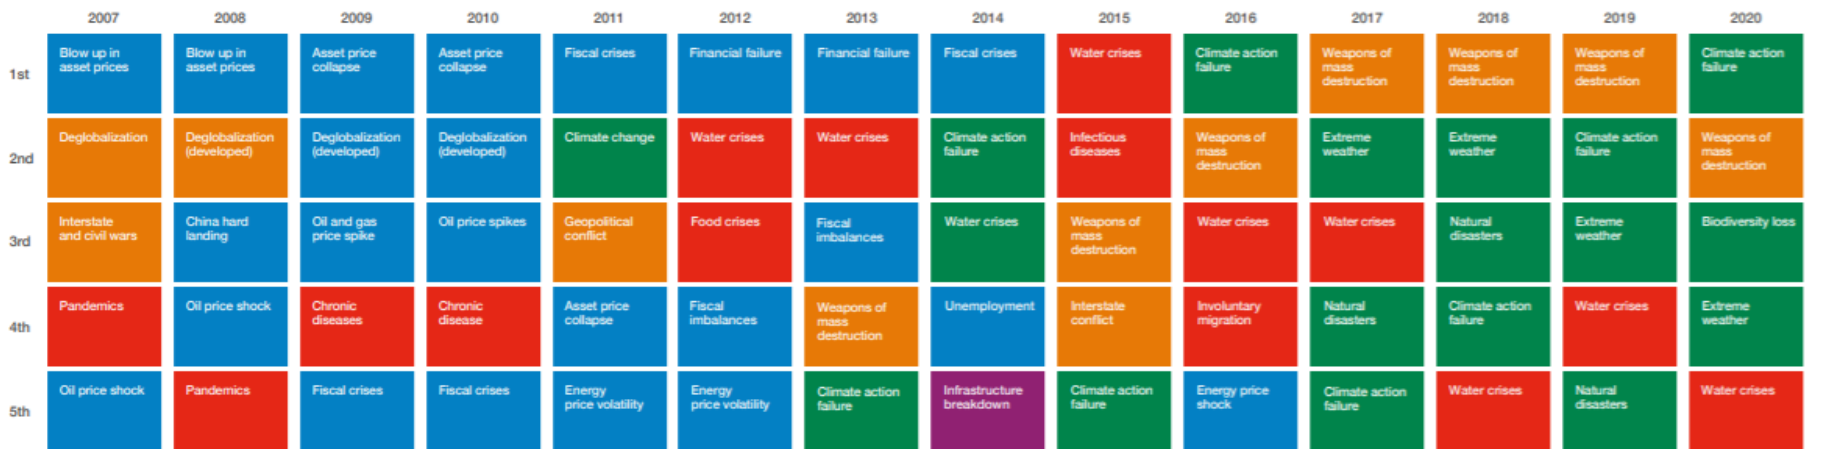 2007 2008 2009 2010 2011 2012 2013 2014 2015 2016 2017 2018 2019 2020
1st
Blow up in
asset prices
Blow up in
asset prices
Asset price
collapse
Asset price
collapse
Fiscal crises
Financial failure
Financial failure
Fiscal crises
Water crises
Climate action
failure
Weapons of
mass
destruction
Weapons of
mass
destruction
Weapons of
mass
destruction
Climate action
failure
2nd
Deglobalization
Deglobalization
(developed)
Deglobalization
(developed)
Deglobalization
(developed)
Climate change
Water crises
Water crises
Climate action
failure
Infectious
diseases
Weapons of
mass
destruction
Extreme
weather
Extreme
weather
Climate action
failure
Weapons of
mass
destruction
3rd
Interstate
and civil wars
China hard
landing
Oil and gas
price spike
Oil price spikes
Geopolitical
conflict
Food crises
Fiscal
imbalances
Water crises
Weapons of
mass
destruction
Water crises
Water crises
Natural
disasters
Extreme
weather
Biodiversity loss
4th
Pandemics
Oil price shock
Chronic
diseases
Chronic
disease
Asset price
collapse
Fiscal
imbalances
Weapons of
mass
destruction
Unemployment
Interstate
conflict
Involuntary
migration
Natural
disasters
Climate action
failure
Water crises
Extreme
weather
5th
Oil price shock
Pandemics
Fiscal crises
Fiscal crises
Energy
price volatility
Energy
price volatility
Climate action
failure
Infrastructure
breakdown
Climate action
failure
Energy price
shock
Climate action
failure
Water crises
Natural
disasters
Water crises